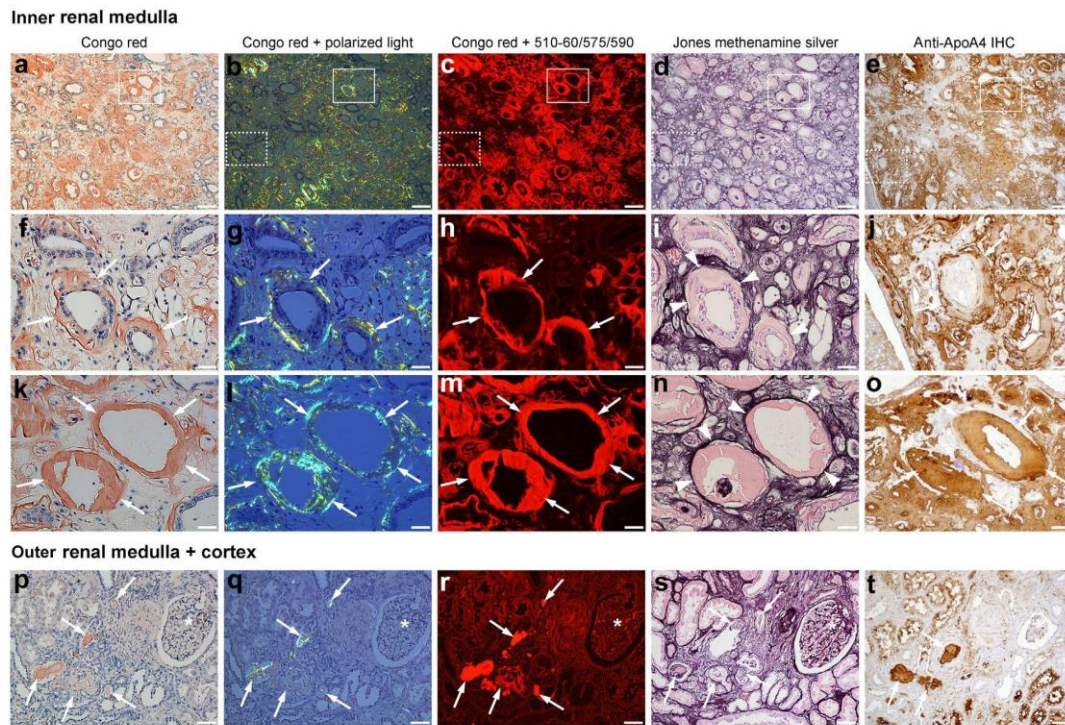 Inner renal medulla
Congo red Congo red + polarized light Congo red + 510-60/575/590 Jones methenamine silver Anti-ApoA4 IHC
a b c d e
f g h i j
k l m n o
Outer renal medulla + cortex
p q r s t
* * *